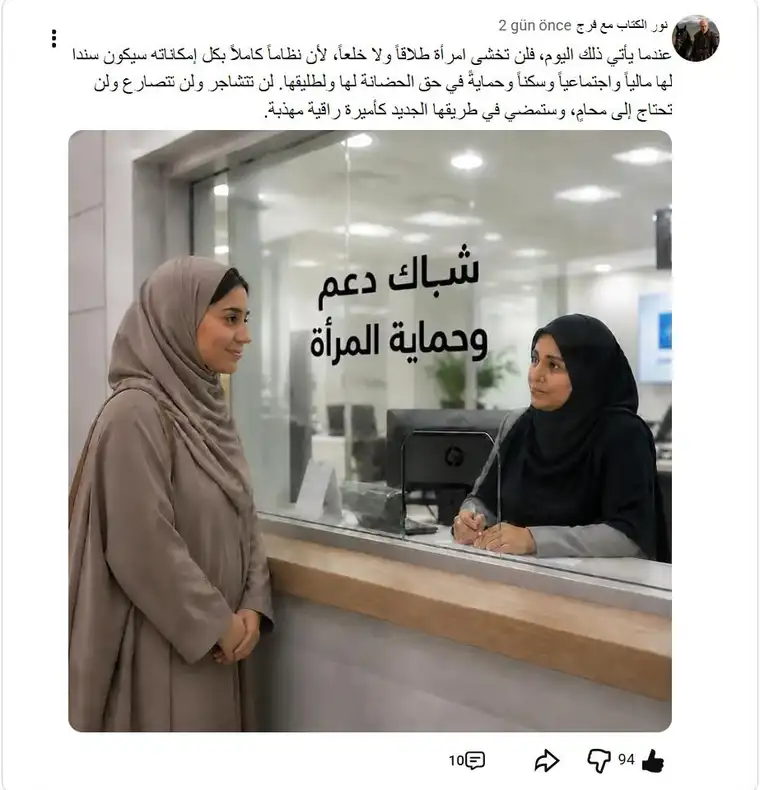 نور الكتاب مع فرج 2 gün önce
عندما يأتي ذلك اليوم، فلن تخشى امرأة طلاقاً ولا خلعاً، لأن نظاماً كاملاً بكل إمكاناته سيكون سندا
لها مالياً واجتماعياً وسكناً وحمايةً في حق الحضانة لها ولطليقها. لن تتشاجر ولن تتصارع ولن
تحتاج إلى محامٍ، وستمضي في طريقها الجديد كأميرة راقية مهذبة.
شباك دعم
وحماية المرأة
hp
94
10